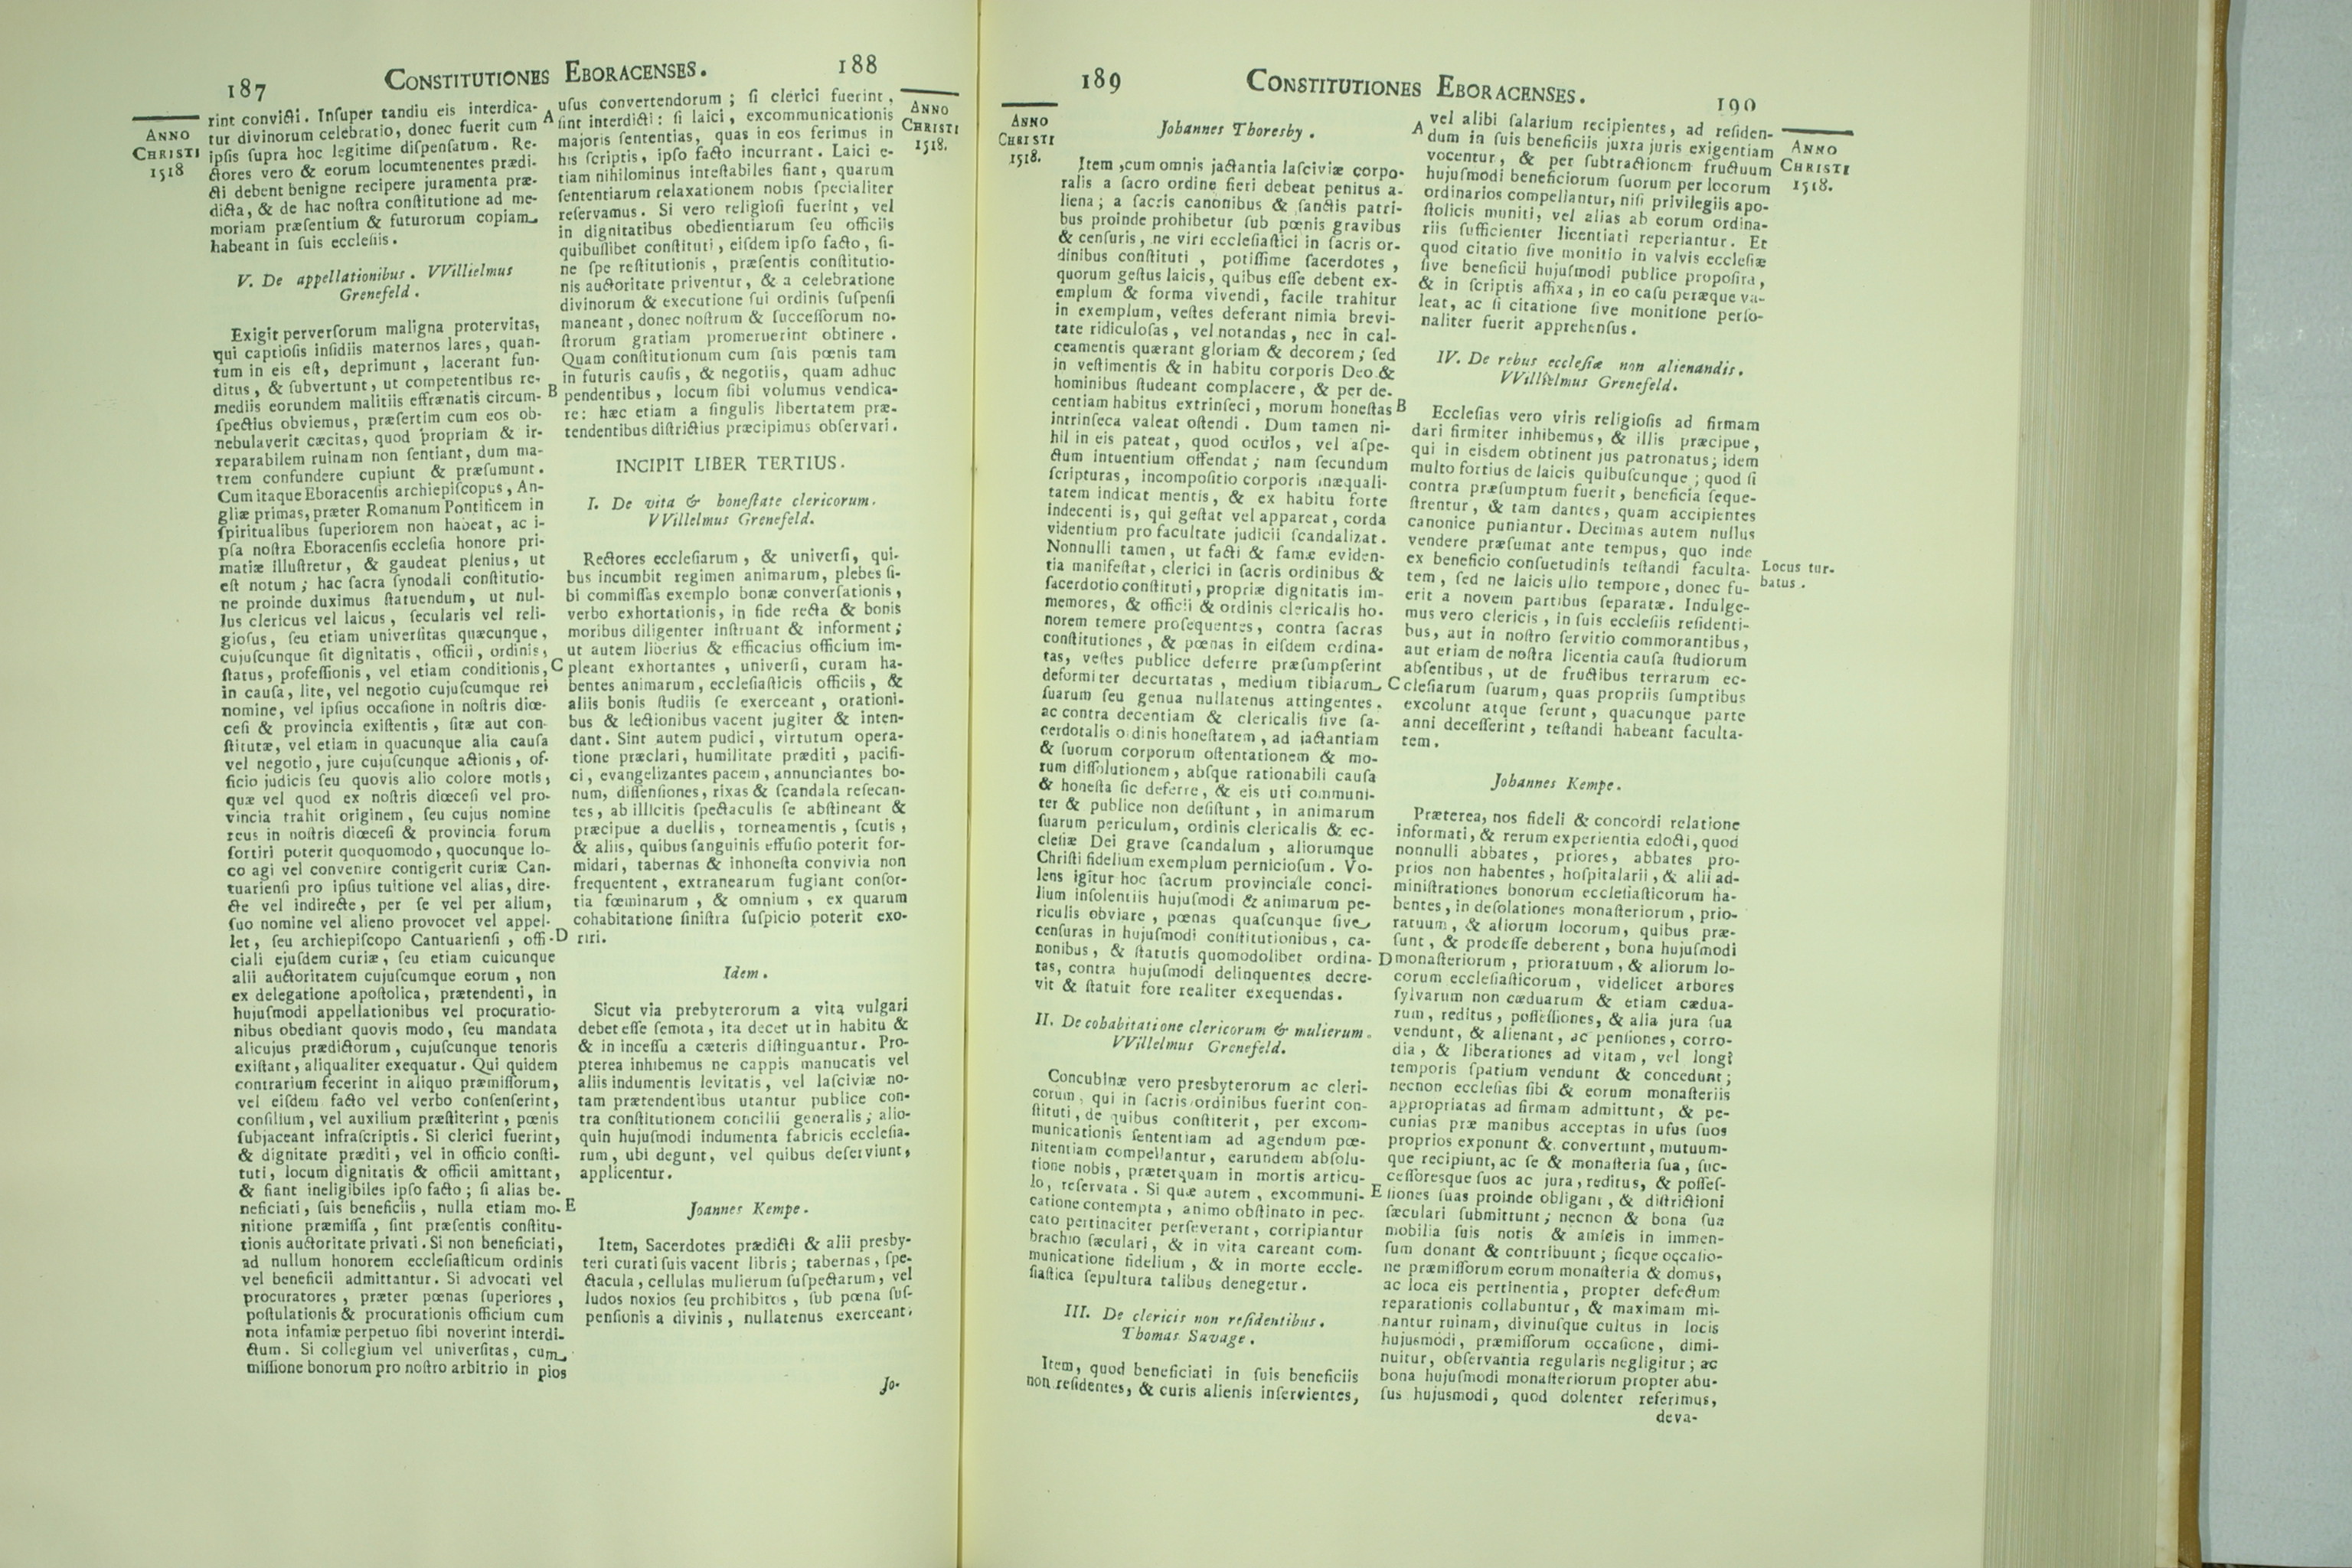 187
CONSTITUTIONES EBORACENSES.
188
ANNO
CHRISTI
1518
rint convicti. Inſuper tandiu eis interdica-
tur divinorum celebratio, donec fuerit cum
ipſis ſupra hoc legitime diſpenſatum. Re-
ctores vero & eorum locumtenentes prædi-
cti debent benigne recipere juramenta præ-
dicta, & de hac noſtra conſtitutione ad me-
moriam præſentium & futurorum copiam
habeant in ſuis eccleſiis.
V. De appellationibus. VVillielmus
Grenefeld.
Exigit perverſorum maligna protervitas,
qui captioſis inſidiis maternos lares, quan-
tum in eis eſt, deprimunt, lacerant fun-
ditus, & ſubvertunt, ut competentibus re-
mediis eorundem malitiis effrænatis circum-
ſpectius obviemus, præſertim cum eos ob-
nebulaverit cæcitas, quod propriam & ir-
reparabilem ruinam non ſentiant, dum ma-
trem confundere cupiunt & præſumunt.
Cum itaque Eboracenſis archiepiſcopus, An-
gliæ primas, præter Romanum Pontificem in
ſpiritualibus ſuperiorem non habeat, ac i-
pſa noſtra Eboracenſis eccleſia honore pri-
matiæ illuſtretur, & gaudeat plenius, ut
eſt notum; hac ſacra ſynodali conſtitutio-
ne proinde duximus ſtatuendum, ut nul-
lus clericus vel laicus, ſecularis vel reli-
gioſus, ſeu etiam univerſitas quæcunque,
cujuſcunque ſit dignitatis, officii, ordinis,
ſtatus, profeſſionis, vel etiam conditionis,
in cauſa, lite, vel negotio cujuſcumque rei
nomine, vel ipſius occaſione in noſtris diœ-
ceſi & provincia exiſtentis, ſitæ aut con-
ſtitutæ, vel etiam in quacunque alia cauſa
vel negotio, jure cujuſcunque actionis, of-
ficio judicis ſeu quovis alio colore motis,
quæ vel quod ex noſtris diœceſi vel pro-
vincia trahit originem, ſeu cujus nomine
reus in noſtris diœceſi & provincia forum
ſortiri poterit quoquomodo, quocunque lo-
co agi vel convenire contigerit curiæ Can-
tuarienſi pro ipſius tuitione vel alias, dire-
cte vel indirecte, per ſe vel per alium,
ſuo nomine vel alieno provocet vel appel-
let, ſeu archiepiſcopo Cantuarienſi, offi-
ciali ejuſdem curiæ, ſeu etiam cuicunque
alii auctoritatem cujuſcumque eorum, non
ex delegatione apoſtolica, prætendenti, in
hujuſmodi appellationibus vel procuratio-
nibus obediant quovis modo, ſeu mandata
alicujus prædictorum, cujuſcunque tenoris
exiſtant, aliqualiter exequatur. Qui quidem
contrarium fecerint in aliquo præmiſſorum,
vel eiſdem facto vel verbo conſenſerint,
conſilium, vel auxilium præſtiterint, pœnis
ſubjaceant infraſcriptis. Si clerici fuerint,
& dignitate præditi, vel in officio conſti-
tuti, locum dignitatis & officii amittant,
& fiant ineligibiles ipſo facto; ſi alias be-
neficiati, ſuis beneficiis, nulla etiam mo-
nitione præmiſſa, ſint præſentis conſtitu-
tionis auctoritate privati. Si non beneficiati,
ad nullum honorem eccleſiaſticum ordinis
vel beneficii admittantur. Si advocati vel
procuratores, præter pœnas ſuperiores,
poſtulationis & procurationis officium cum
nota infamiæ perpetuo ſibi noverint interdi-
ctum. Si collegium vel univerſitas, cum
miſſione bonorum pro noſtro arbitrio in pios
A
B
C
D
E
uſus convertendorum; ſi clerici fuerint,
ſint interdicti: ſi laici, excommunicationis
majoris ſententias, quas in eos ferimus in
his ſcriptis, ipſo facto incurrant. Laici e-
tiam nihilominus inteſtabiles fiant, quarum
ſententiarum relaxationem nobis ſpecialiter
reſervamus. Si vero religioſi fuerint, vel
in dignitatibus obedientiarum ſeu officiis
quibuſlibet conſtituti, eiſdem ipſo facto, ſi-
ne ſpe reſtitutionis, præſentis conſtitutio-
nis auctoritate priventur, & a celebratione
divinorum & executione ſui ordinis ſuſpenſi
maneant, donec noſtrum & ſucceſſorum no-
ſtrorum gratiam promeruerint obtinere.
Quam conſtitutionum cum ſuis pœnis tam
in futuris cauſis, & negotiis, quam adhuc
pendentibus, locum ſibi volumus vendica-
re: hæc etiam a ſingulis libertatem præ-
tendentibus diſtrictius præcipimus obſervari.
INCIPIT LIBER TERTIUS.
I. De vita & honeſtate clericorum.
VVillelmus Grenefeld.
Rectores eccleſiarum, & univerſi, qui-
bus incumbit regimen animarum, plebes ſi-
bi commiſſas exemplo bonæ converſationis,
verbo exhortationis, in fide recta & bonis
moribus diligenter inſtruant & informent;
ut autem liberius & efficacius officium im-
pleant exhortantes, univerſi, curam ha-
bentes animarum, eccleſiaſticis officiis, &
aliis bonis ſtudiis ſe exerceant, orationi-
bus & lectionibus vacent jugiter & inten-
dant. Sint autem pudici, virtutum opera-
tione præclari, humilitate præditi, pacifi-
ci, evangelizantes pacem, annunciantes bo-
num, diſſenſiones, rixas & ſcandala reſecan-
tes, ab illicitis ſpectaculis ſe abſtineant &
præcipue a duellis, torneamentis, ſcutis,
& aliis, quibus ſanguinis effuſio poterit for-
midari, tabernas & inhoneſta convivia non
frequentent, extranearum fugiant conſor-
tia fœminarum, & omnium, ex quarum
cohabitatione ſiniſtra ſuſpicio poterit exo-
riri.
Idem.
Sicut via prebyterorum a vita vulgari
debet eſſe ſemota, ita decet ut in habitu &
& in inceſſu a cæteris diſtinguantur. Pro-
pterea inhibemus ne cappis manucatis vel
aliis indumentis levitatis, vel laſciviæ no-
tam prætendentibus utantur publice con-
tra conſtitutionem concilii generalis; alio-
quin hujuſmodi indumenta fabricis eccleſia-
rum, ubi degunt, vel quibus deſerviunt,
applicentur.
Joannes Kempe.
Item, Sacerdotes prædicti & alii presby-
teri curati ſuis vacent libris; tabernas, ſpe-
ctacula, cellulas mulierum ſuſpectarum, vel
ludos noxios ſeu prohibitos, ſub pœna ſuſ-
penſionis a divinis, nullatenus exerceant.
Jo-
ANNO
CHRISTI
1518.
189
CONSTITUTIONES EBORACENSES.
190
ANNO
CHRISTI
1518.
Johannes Thoresby.
Item, cum omnis jactantia laſciviæ corpo-
ralis a ſacro ordine fieri debeat penitus a-
liena; a ſacris canonibus & ſanctis patri-
bus proinde prohibetur ſub pœnis gravibus
& cenſuris, ne viri eccleſiaſtici in ſacris or-
dinibus conſtituti, potiſſime ſacerdotes,
quorum geſtus laicis, quibus eſſe debent ex-
emplum & forma vivendi, facile trahitur
in exemplum, veſtes deferant nimia brevi-
tate ridiculoſas, vel notandas, nec in cal-
ceamentis quærant gloriam & decorem; ſed
in veſtimentis & in habitu corporis Deo &
hominibus ſtudeant complacere, & per de-
centiam habitus extrinſeci, morum honeſtas
intrinſeca valeat oſtendi. Dum tamen ni-
hil in eis pateat, quod oculos, vel aſpe-
ctum intuentium offendat; nam ſecundum
ſcripturas, incompoſitio corporis inæquali-
tatem indicat mentis, & ex habitu forte
indecenti is, qui geſtat vel appareat, corda
videntium pro facultate judicii ſcandalizat.
Nonnulli tamen, ut facti & famæ eviden-
tia manifeſtat, clerici in ſacris ordinibus &
ſacerdotio conſtituti, propriæ dignitatis im-
memores, & officii & ordinis clericalis ho-
norem temere proſequentes, contra ſacras
conſtitutiones, & pœnas in eiſdem ordina-
tas, veſtes publice deferre præſumpſerint
deformiter decurtatas, medium tibiarum
ſuarum ſeu genua nullatenus attingentes.
ac contra decentiam & clericalis ſive ſa-
cerdotalis ordinis honeſtatem, ad jactantiam
& ſuorum corporum oſtentationem & mo-
rum diſſolutionem, abſque rationabili cauſa
& honeſta ſic deferre, & eis uti communi-
ter & publice non deſiſtunt, in animarum
ſuarum periculum, ordinis clericalis & ec-
cleſiæ Dei grave ſcandalum, aliorumque
Chriſti fidelium exemplum pernicioſum. Vo-
lens igitur hoc ſacrum provinciale conci-
lium inſolentiis hujuſmodi & animarum pe-
riculis obviare, pœnas quaſcunque ſive
cenſuras in hujuſmodi conſtitutionibus, ca-
nonibus, & ſtatutis quomodolibet ordina-
tas, contra hujuſmodi delinquentes decre-
vit & ſtatuit fore realiter exequendas.
II. De cohabitatione clericorum & mulierum.
VVillelmus Grenefeld.
Concubinæ vero presbyterorum ac cleri-
corum, qui in ſacris ordinibus fuerint con-
ſtituti, de quibus conſtiterit, per excom-
municationis ſententiam ad agendum pœ-
nitentiam compellantur, earundem abſolu-
tione nobis, præterquam in mortis articu-
lo, reſervata. Si quæ autem, excommuni-
catione contempta, animo obſtinato in pec-
cato pertinaciter perſeverant, corripiantur
brachio ſæculari, & in vita careant com-
municatione fidelium, & in morte eccle-
ſiaſtica ſepultura talibus denegetur.
III. De clericis non reſidentibus.
Thomas Savage.
Item, quod beneficiati in ſuis beneficiis
non reſidentes, & curis alienis inſervientes,
A
B
C
D
E
vel alibi ſalarium recipientes, ad reſiden-
dum in ſuis beneficiis juxta juris exigentiam
vocentur, & per ſubtractionem fructuum
hujuſmodi beneficiorum ſuorum per locorum
ordinarios compellantur, niſi privilegiis apo-
ſtolicis muniti, vel alias ab eorum ordina-
riis ſufficienter licentiati reperiantur. Et
quod citatio ſive monitio in valvis eccleſiæ
ſive beneficii hujuſmodi publice propoſita,
& in ſcriptis affixa, in eo caſu peræque va-
leat, ac ſi citatione ſive monitione perſo-
naliter fuerit apprehenſus.
IV. De rebus eccleſiæ non alienandis.
VVillielmus Grenefeld.
Eccleſias vero viris religioſis ad firmam
dari firmiter inhibemus, & illis præcipue,
qui in eisdem obtinent jus patronatus; idem
multo fortius de laicis quibuſcunque; quod ſi
contra præſumptum fuerit, beneficia ſeque-
ſtrentur, & tam dantes, quam accipientes
canonice puniantur. Decimas autem nullus
vendere præſumat ante tempus, quo inde
ex beneficio conſuetudinis teſtandi faculta-
tem, ſed ne laicis ullo tempore, donec fu-
erit a novem partibus ſeparatæ. Indulge-
mus vero clericis, in ſuis eccleſiis reſidenti-
bus, aut in noſtro ſervitio commorantibus,
aut etiam de noſtra licentia cauſa ſtudiorum
abſentibus, ut de fructibus terrarum ec-
cleſiarum ſuarum, quas propriis ſumptibus
excolunt atque ferunt, quacunque parte
anni deceſſerint, teſtandi habeant faculta-
tem.
Johannes Kempe.
Præterea, nos fideli & concordi relatione
informati, & rerum experientia edocti, quod
nonnulli abbates, priores, abbates pro-
prios non habentes, hoſpitalarii, & alii ad-
miniſtrationes bonorum eccleſiaſticorum ha-
bentes, in deſolationes monaſteriorum, prio-
ratuum, & aliorum locorum, quibus præ-
ſunt, & prodeſſe deberent, bona hujuſmodi
monaſteriorum, prioratuum, & aliorum lo-
corum eccleſiaſticorum, videlicet arbores
ſylvarum non cæduarum & etiam cædua-
rum, reditus, poſſeſſiones, & alia jura ſua
vendunt, & alienant, ac penſiones, corro-
dia, & liberationes ad vitam, vel longi
temporis ſpatium vendunt & concedunt;
necnon eccleſias ſibi & eorum monaſteriis
appropriatas ad firmam admittunt, & pe-
cunias præ manibus acceptas in uſus ſuos
proprios exponunt & convertunt, mutuum-
que recipiunt, ac ſe & monaſteria ſua, ſuc-
ceſſoresque ſuos ac jura, reditus, & poſſeſ-
ſiones ſuas proinde obligant, & diſtrictioni
ſæculari ſubmittunt; necnon & bona ſua
mobilia ſuis notis & amicis in immen-
ſum donant & contribuunt; ſicque occaſio-
ne præmiſſorum eorum monaſteria & domus,
ac loca eis pertinentia, propter defectum
reparationis collabuntur, & maximam mi-
nantur ruinam, divinuſque cultus in locis
hujusmodi, præmiſſorum occaſione, dimi-
nuitur, obſervantia regularis negligitur; ac
bona hujuſmodi monaſteriorum propter abu-
ſus hujusmodi, quod dolenter referimus,
deva-
ANNO
CHRISTI
1518.
Locus tur-
batus.